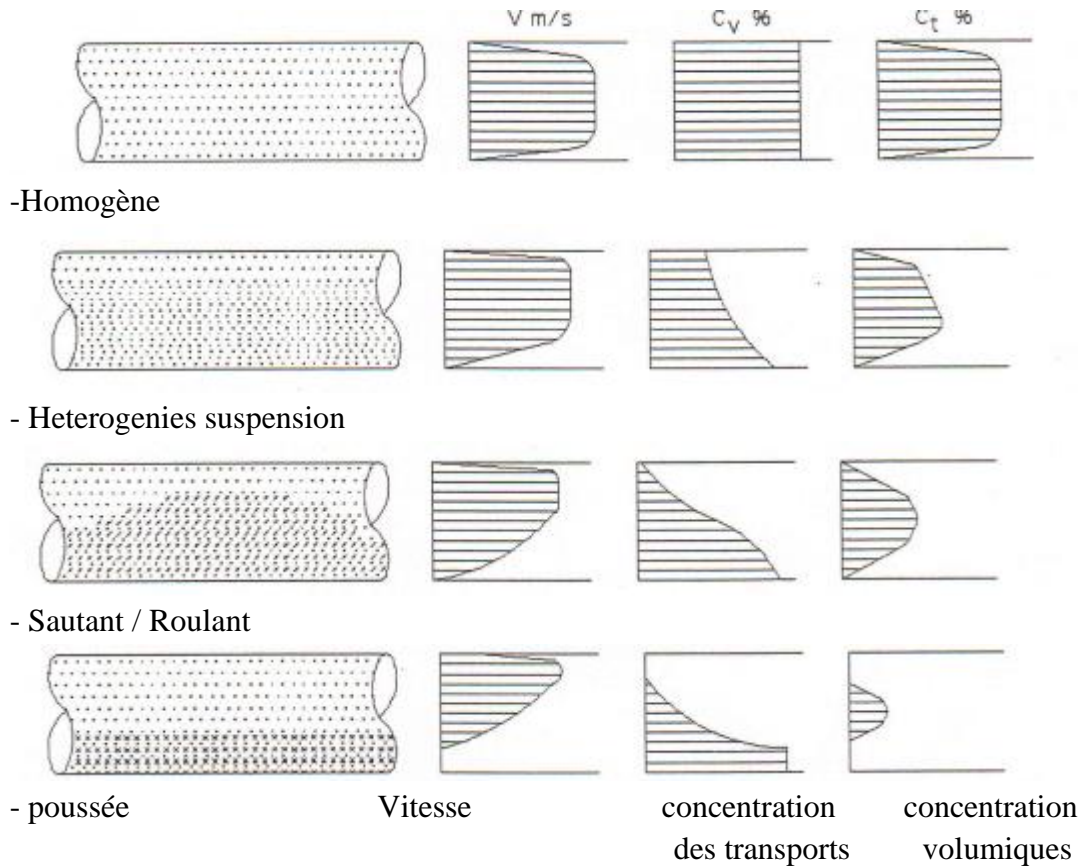 V m/s C_v % C_t %
-Homogène
- Heterogenies suspension
- Sautant / Roulant
- poussée Vitesse concentration concentration
des transports volumiques